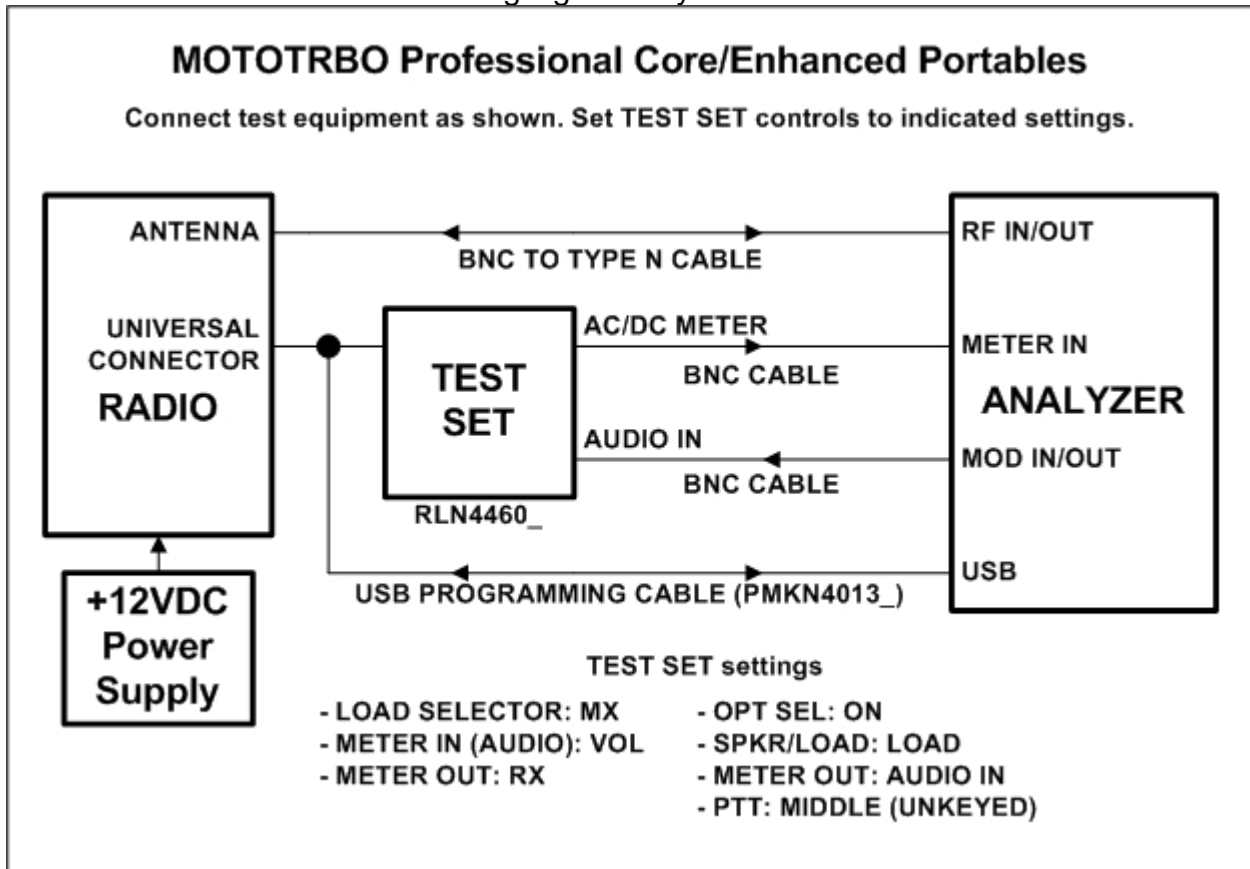 MOTOTRBO Professional Core/Enhanced Portables
Connect test equipment as shown. Set TEST SET controls to indicated settings.
ANTENNA
RF IN/OUT
BNC TO TYPE N CABLE
UNIVERSAL
CONNECTOR
RADIO
TEST
SET
RLN4460_
AC/DC METER
BNC CABLE
METER IN
ANALYZER
AUDIO IN
BNC CABLE
MOD IN/OUT
USB
USB PROGRAMMING CABLE (PMKN4013_)
+12VDC
Power
Supply
TEST SET settings
- LOAD SELECTOR: MX
- METER IN (AUDIO): VOL
- METER OUT: RX
- OPT SEL: ON
- SPKR/LOAD: LOAD
- METER OUT: AUDIO IN
- PTT: MIDDLE (UNKEYED)